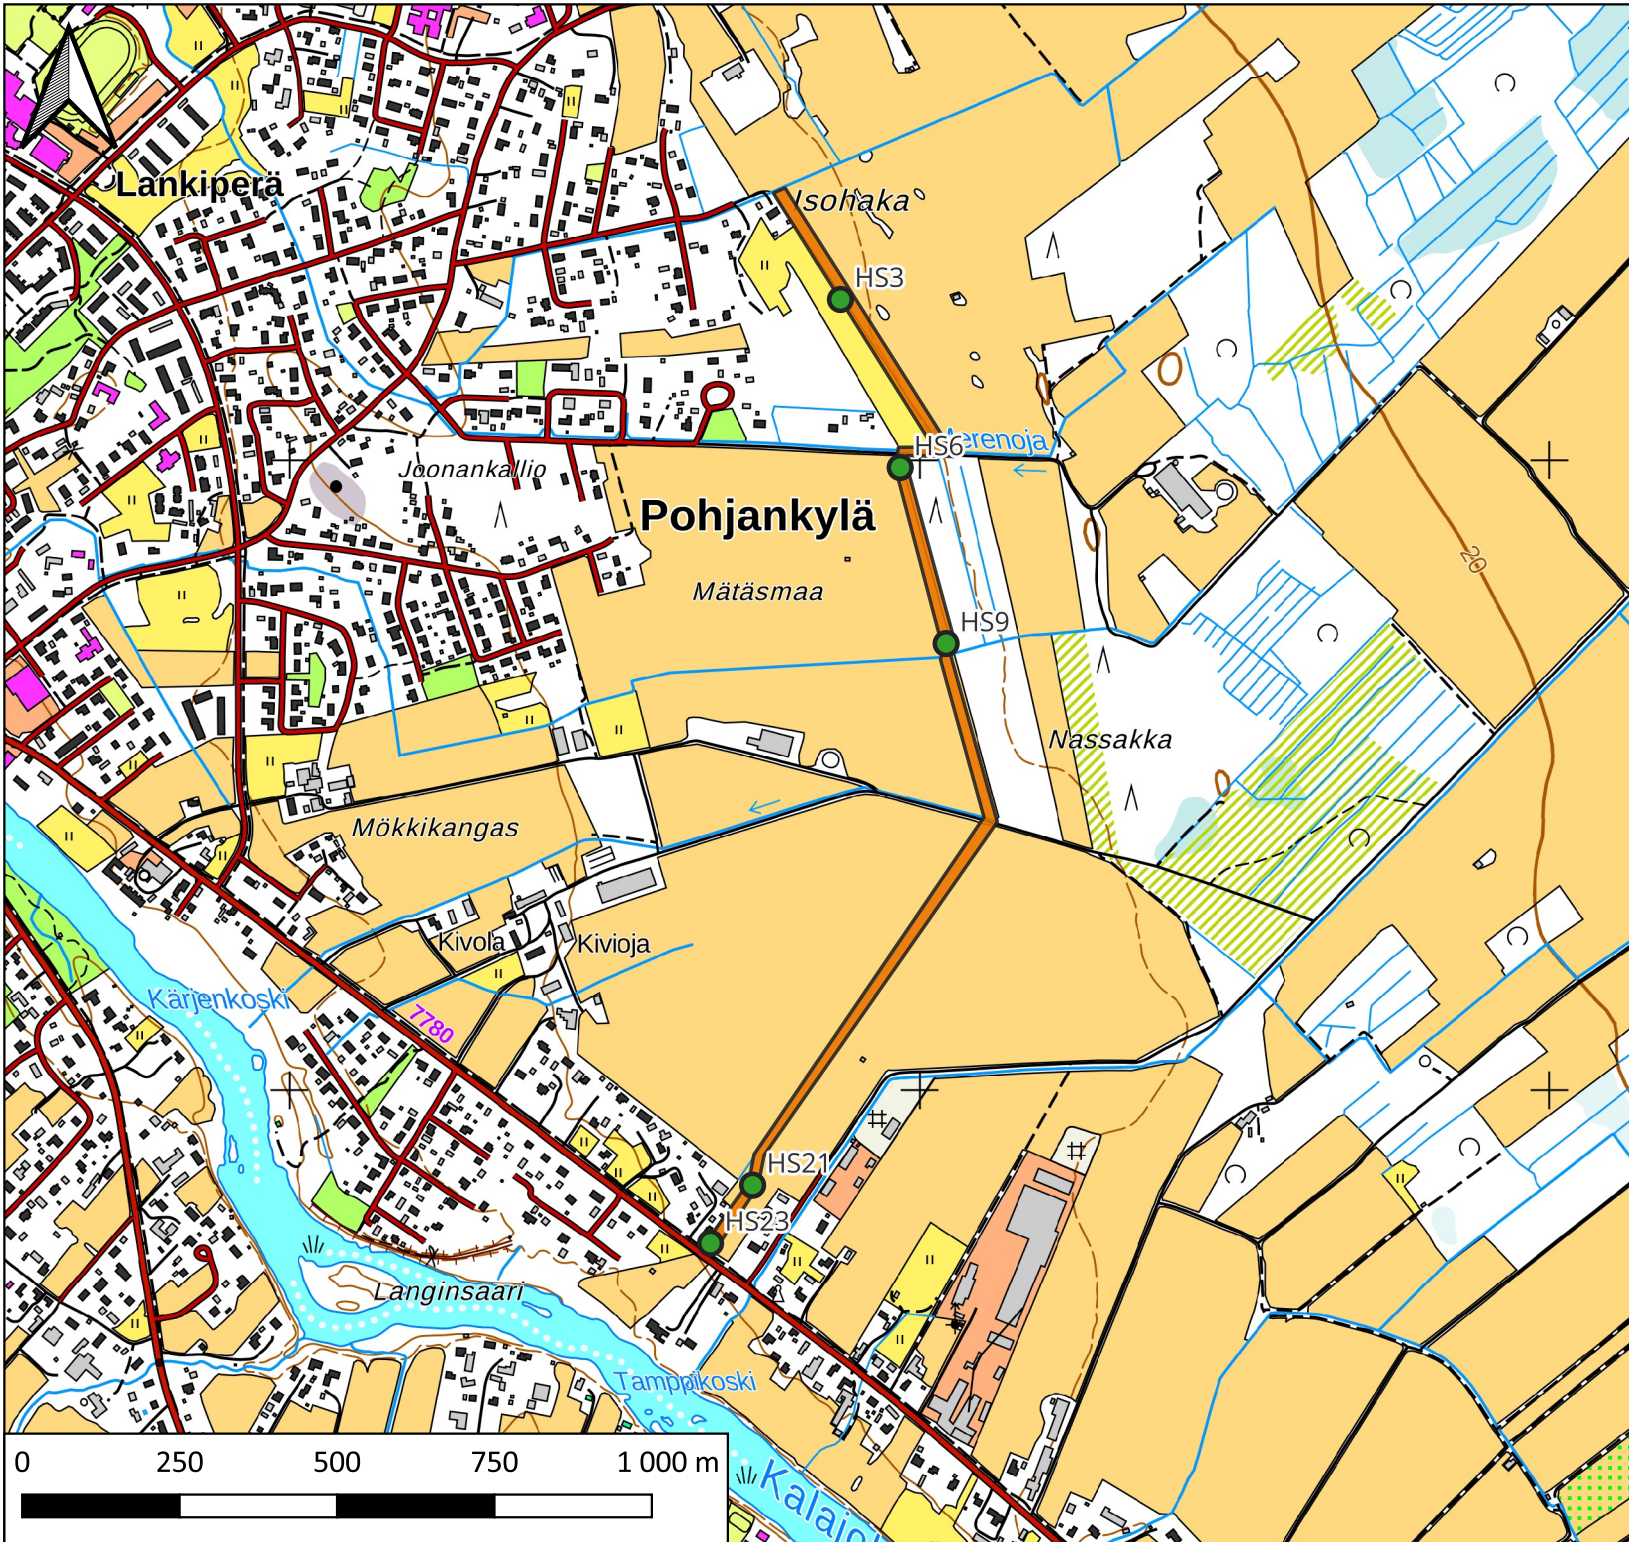 Lankiperä
Isohaka
HS3
HS6
Joonankallio
Pohjankylä
Mätäsmaa
HS9
Nassakka
20
Mökkikangas
Kivola
Kivioja
Kärjenkoski
7780
HS21
HS23
Langinsaari
Tamppikoski
0 250 500 750 1 000 m